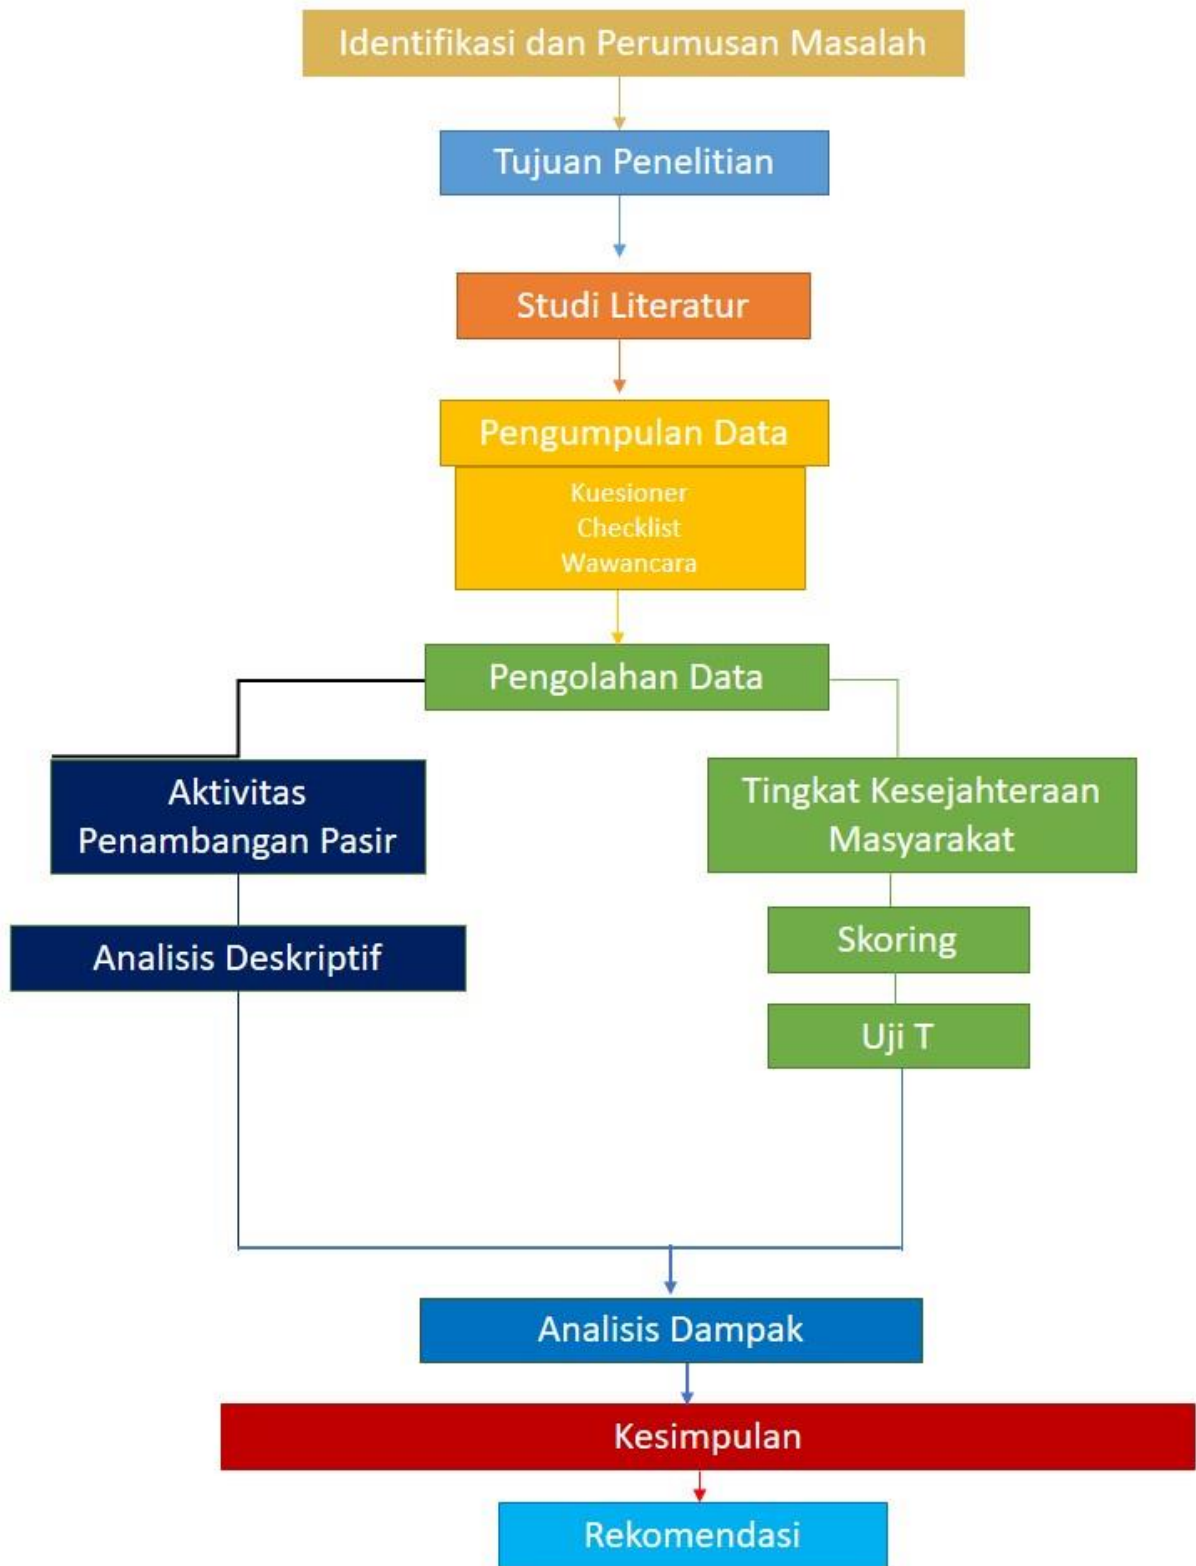 Identifikasi dan Perumusan Masalah
Tujuan Penelitian
Studi Literatur
Pengumpulan Data
Kuesioner
Checklist
Wawancara
Pengolahan Data
Aktivitas
Penambangan Pasir
Analisis Deskriptif
Tingkat Kesejahteraan
Masyarakat
Skoring
Uji T
Analisis Dampak
Kesimpulan
Rekomendasi